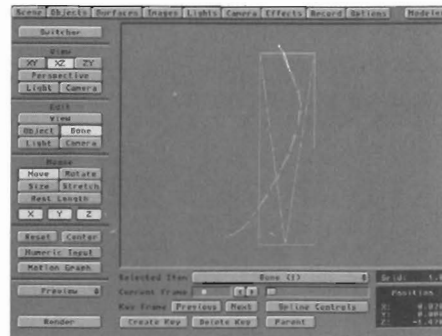 Scene Objects Surfaces Images Lights Camera Effects Record Options Modeler
Switcher
View
XY XZ ZY
Perspective
Light Camera
Edit
View
Object Bone
Light Camera
Mouse
Move Rotate
Size Stretch
Rest Length
X Y Z
Reset Center
Numeric Input
Motion Graph
Preview
Render
Selected Item Bone (1)
Current Frame
Key Frame Previous Next Spline Controls
Create Key Delete Key Parent
Grid:
Position
X:
Y:
Z: